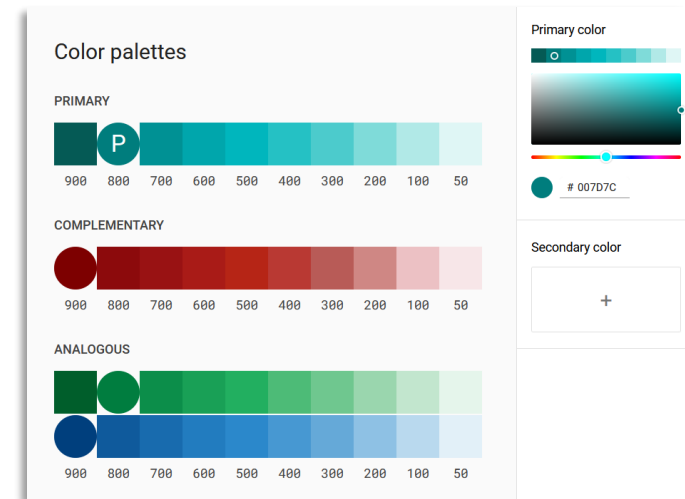 Color palettes
PRIMARY
P
900 800 700 600 500 400 300 200 100 50
COMPLEMENTARY
900 800 700 600 500 400 300 200 100 50
ANALOGOUS
900 800 700 600 500 400 300 200 100 50
Primary color
# 007D7C
Secondary color
+